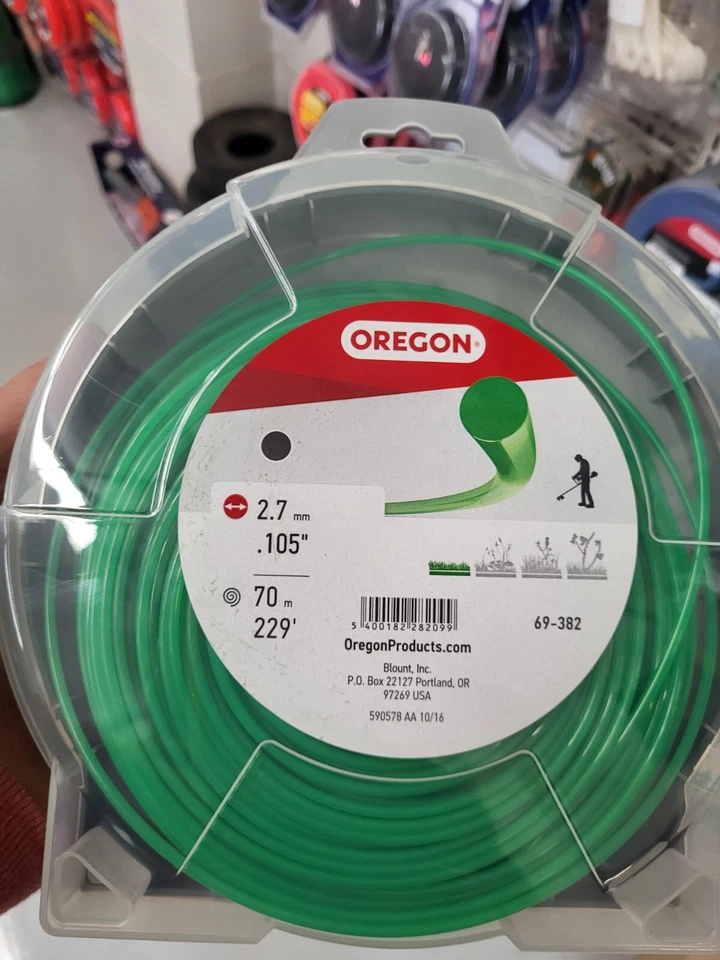 OREGON®
2.7 mm
.105"
70 m
229'
5 400182 282099
69-382
OregonProducts.com
Blount, Inc.
P.O. Box 22127 Portland, OR
97269 USA
590578 AA 10/16
OREGON